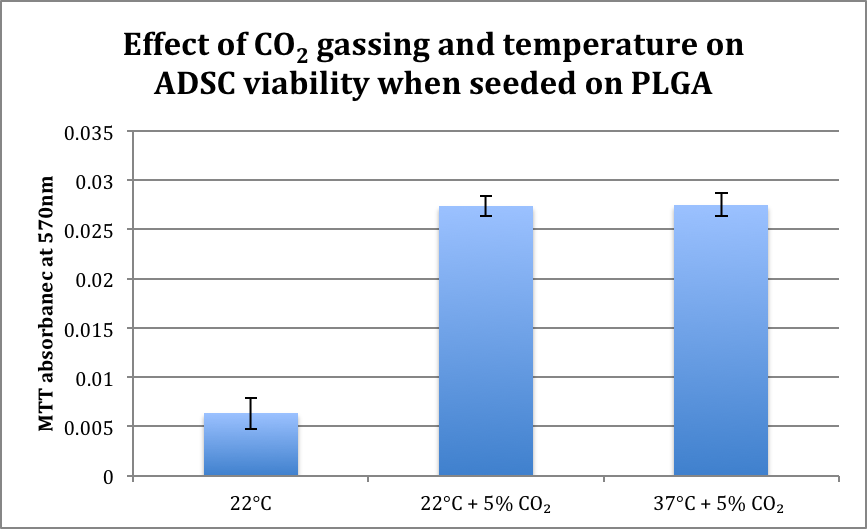 Effect of CO₂ gassing and temperature on
ADSC viability when seeded on PLGA
MTT absorbanec at 570nm
0.035
0.03
0.025
0.02
0.015
0.01
0.005
0
22°C
22°C + 5% CO₂
37°C + 5% CO₂